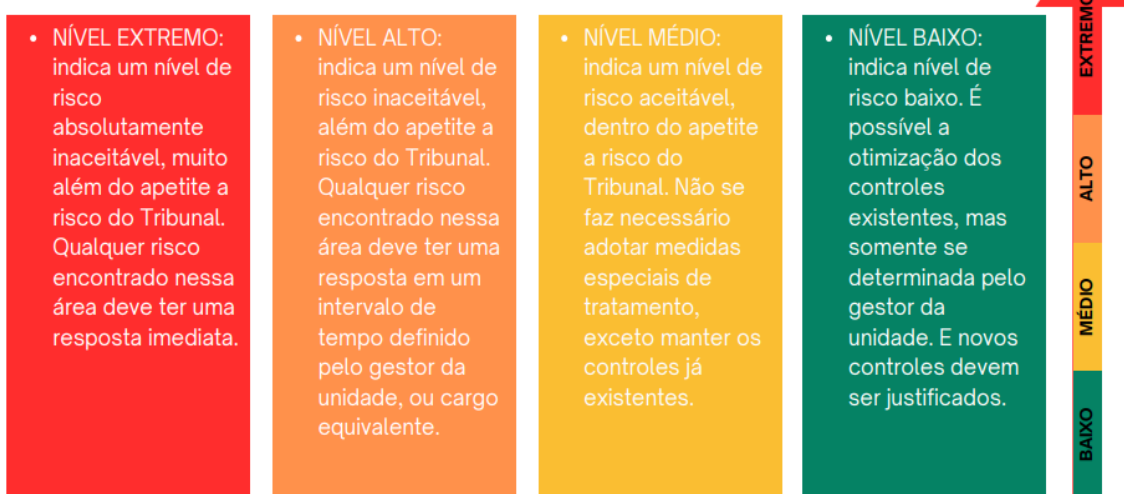 • NÍVEL EXTREMO:
indica um nível de
risco
absolutamente
inaceitável, muito
além do apetite a
risco do Tribunal.
Qualquer risco
encontrado nessa
área deve ter uma
resposta imediata.
• NÍVEL ALTO:
indica um nível de
risco inaceitável,
além do apetite a
risco do Tribunal.
Qualquer risco
encontrado nessa
área deve ter uma
resposta em um
intervalo de
tempo definido
pelo gestor da
unidade, ou cargo
equivalente.
• NÍVEL MÉDIO:
indica um nível de
risco aceitável,
dentro do apetite
a risco do
Tribunal. Não se
faz necessário
adotar medidas
especiais de
tratamento,
exceto manter os
controles já
existentes.
• NÍVEL BAIXO:
indica nível de
risco baixo. É
possível a
otimização dos
controles
existentes, mas
somente se
determinada pelo
gestor da
unidade. E novos
controles devem
ser justificados.
EXTREMO
ALTO
MÉDIO
BAIXO